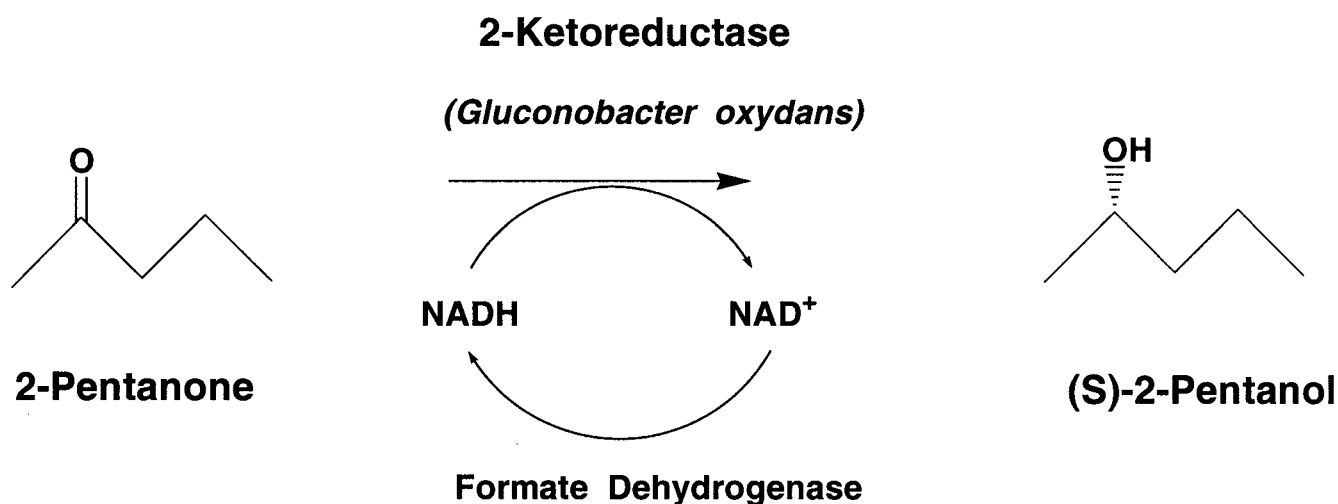 2-Ketoreductase
(Gluconobacter oxydans)
O
OH
NADH
NAD⁺
2-Pentanone
(S)-2-Pentanol
Formate Dehydrogenase